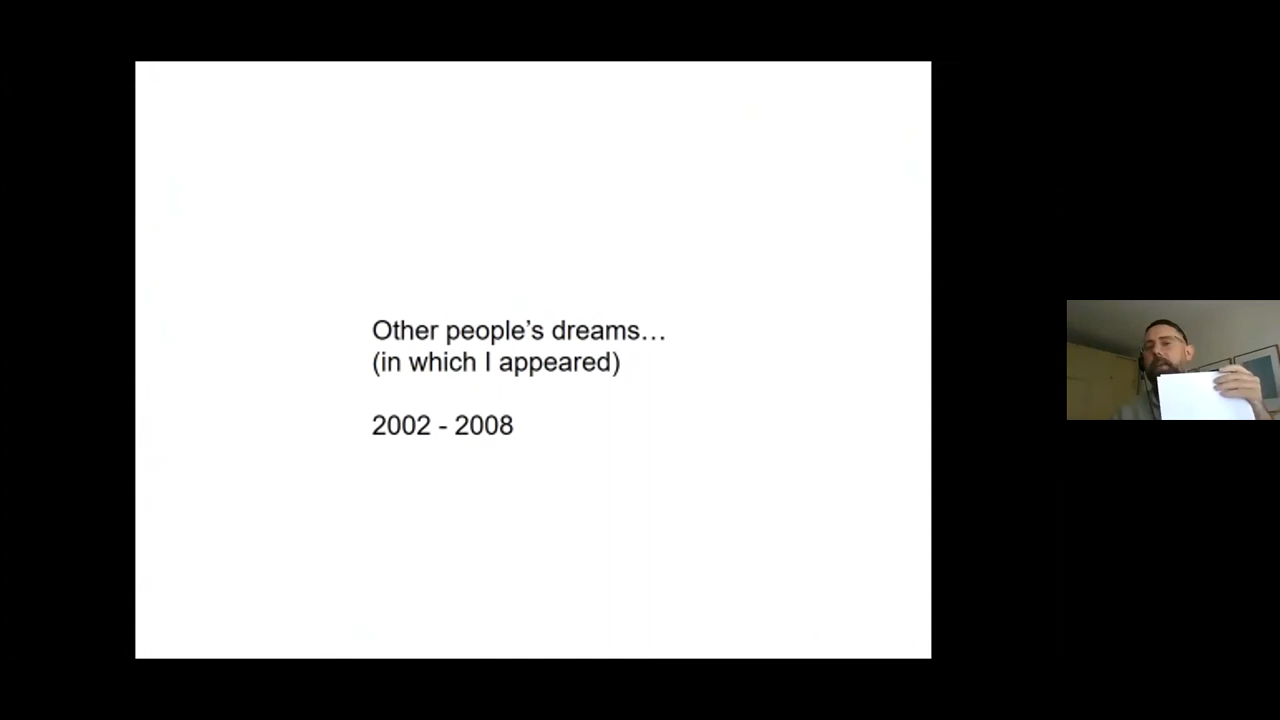 Other people’s dreams…
(in which I appeared)
2002 - 2008